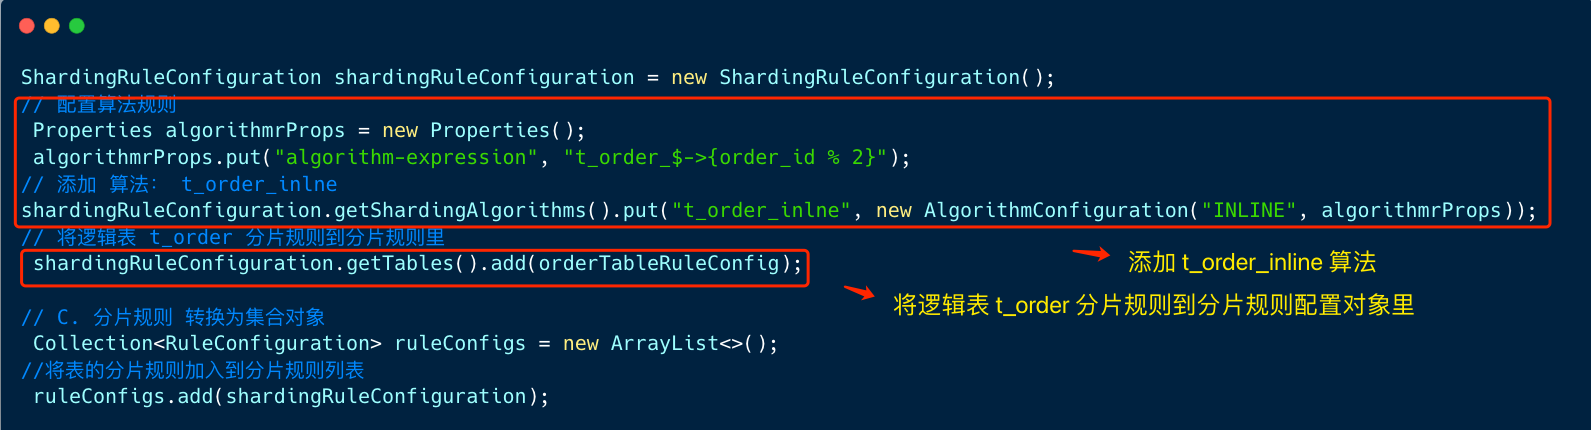 ShardingRuleConfiguration shardingRuleConfiguration = new ShardingRuleConfiguration();
// 配置算法规则
Properties algorithmrProps = new Properties();
algorithmrProps.put("algorithm-expression", "t_order_$->{order_id % 2}");
// 添加 算法： t_order_inlne
shardingRuleConfiguration.getShardingAlgorithms().put("t_order_inlne", new AlgorithmConfiguration("INLINE", algorithmrProps));
// 将逻辑表 t_order 分片规则到分片规则里
shardingRuleConfiguration.getTables().add(orderTableRuleConfig);
添加 t_order_inline 算法
将逻辑表 t_order 分片规则到分片规则配置对象里
// C. 分片规则 转换为集合对象
Collection<RuleConfiguration> ruleConfigs = new ArrayList<>();
//将表的分片规则加入到分片规则列表
ruleConfigs.add(shardingRuleConfiguration);